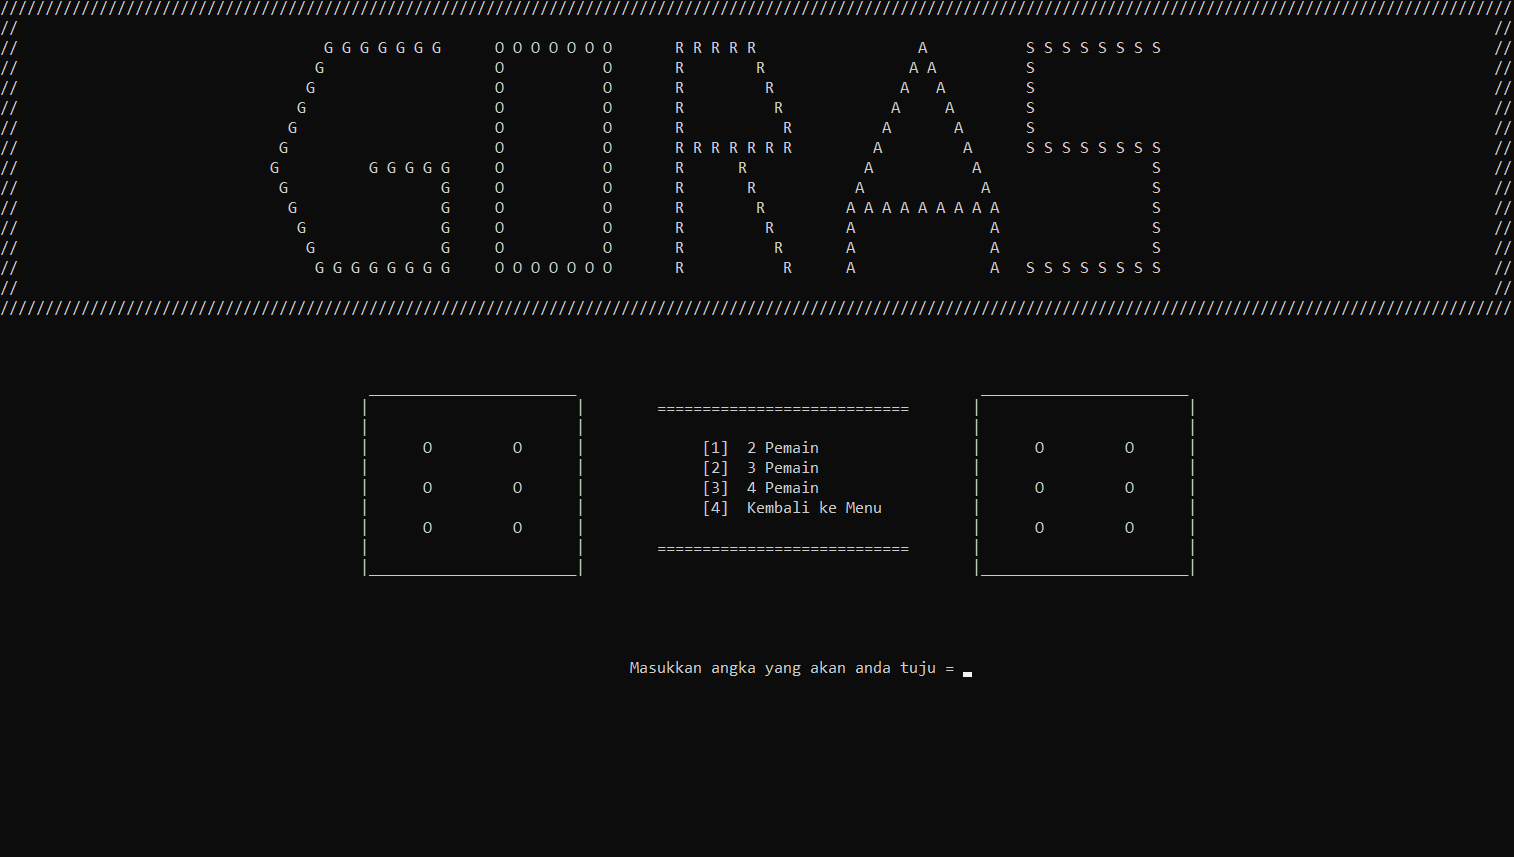 GORAS
===========================
[1] 2 Pemain
[2] 3 Pemain
[3] 4 Pemain
[4] Kembali ke Menu
===========================
Masukkan angka yang akan anda tuju =